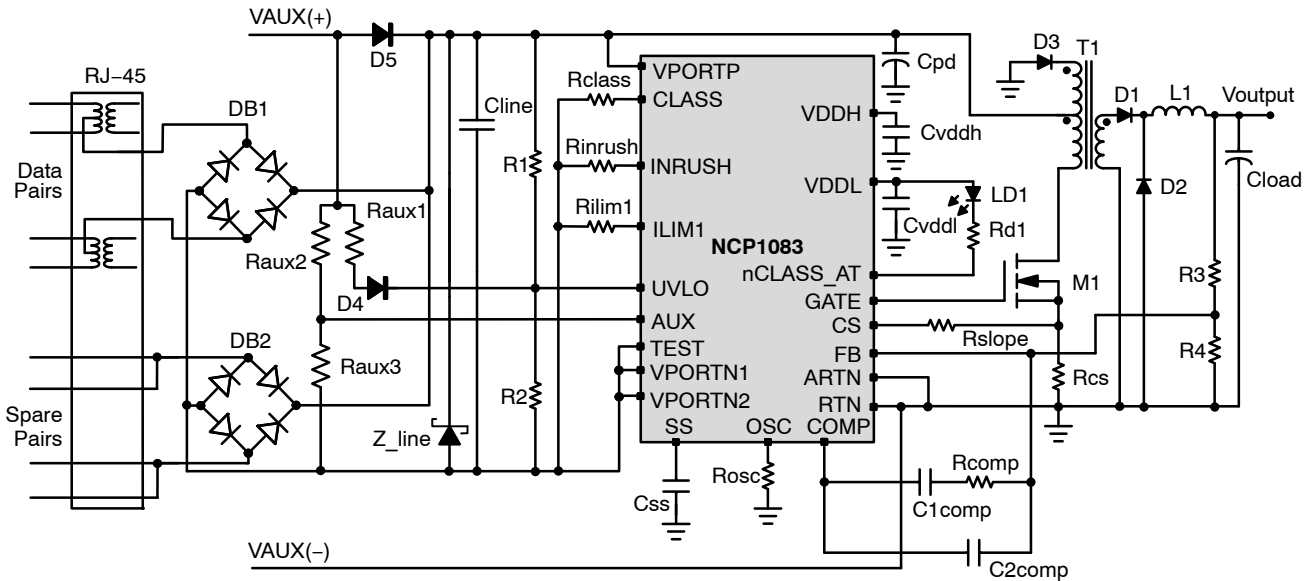 VAUX(+)
D5
RJ–45
DB1
Data
Pairs
Raux1
Raux2
D4
DB2
Raux3
Spare
Pairs
Z_line
Cline
R1
R2
Rclass
Rinrush
Rilim1
VPORTP
CLASS
INRUSH
ILIM1
NCP1083
UVLO
AUX
TEST
VPORTN1
VPORTN2
SS
OSC
COMP
VDDH
VDDL
nCLASS_AT
GATE
CS
FB
ARTN
RTN
Cpd
Cvddh
Cvddl
LD1
Rd1
D3
T1
D1
L1
Voutput
Cload
D2
M1
R3
R4
Rslope
Rcs
Css
Rosc
Rcomp
C1comp
C2comp
VAUX(–)